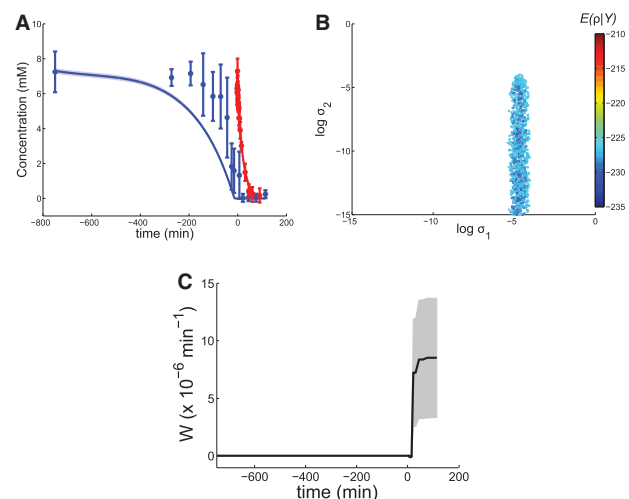 A
10
8
6
4
2
0
Concentration (mM)
−800 −600 −400 −200 0 200
time (min)
B
0
−5
−10
−15
log σ2
−15 −10 −5 0
log σ1
E(ρ|Y)
−210
−215
−220
−225
−230
−235
C
15
10
5
0
W (x 10−6 min−1)
−600 −400 −200 0 200
time (min)